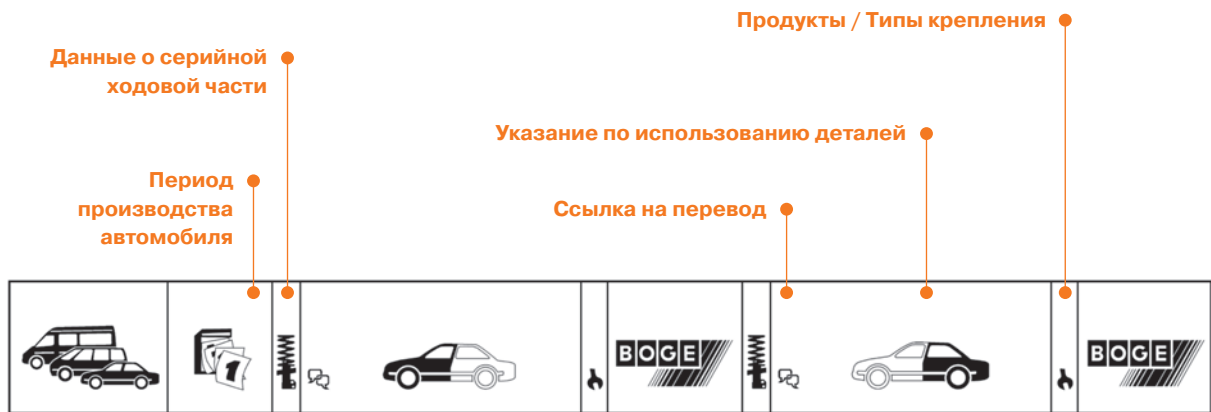 Продукты / Типы крепления
Данные о серийной
ходовой части
Указание по использованию деталей
Период
производства
автомобиля
Ссылка на перевод
1
BOGE
BOGE